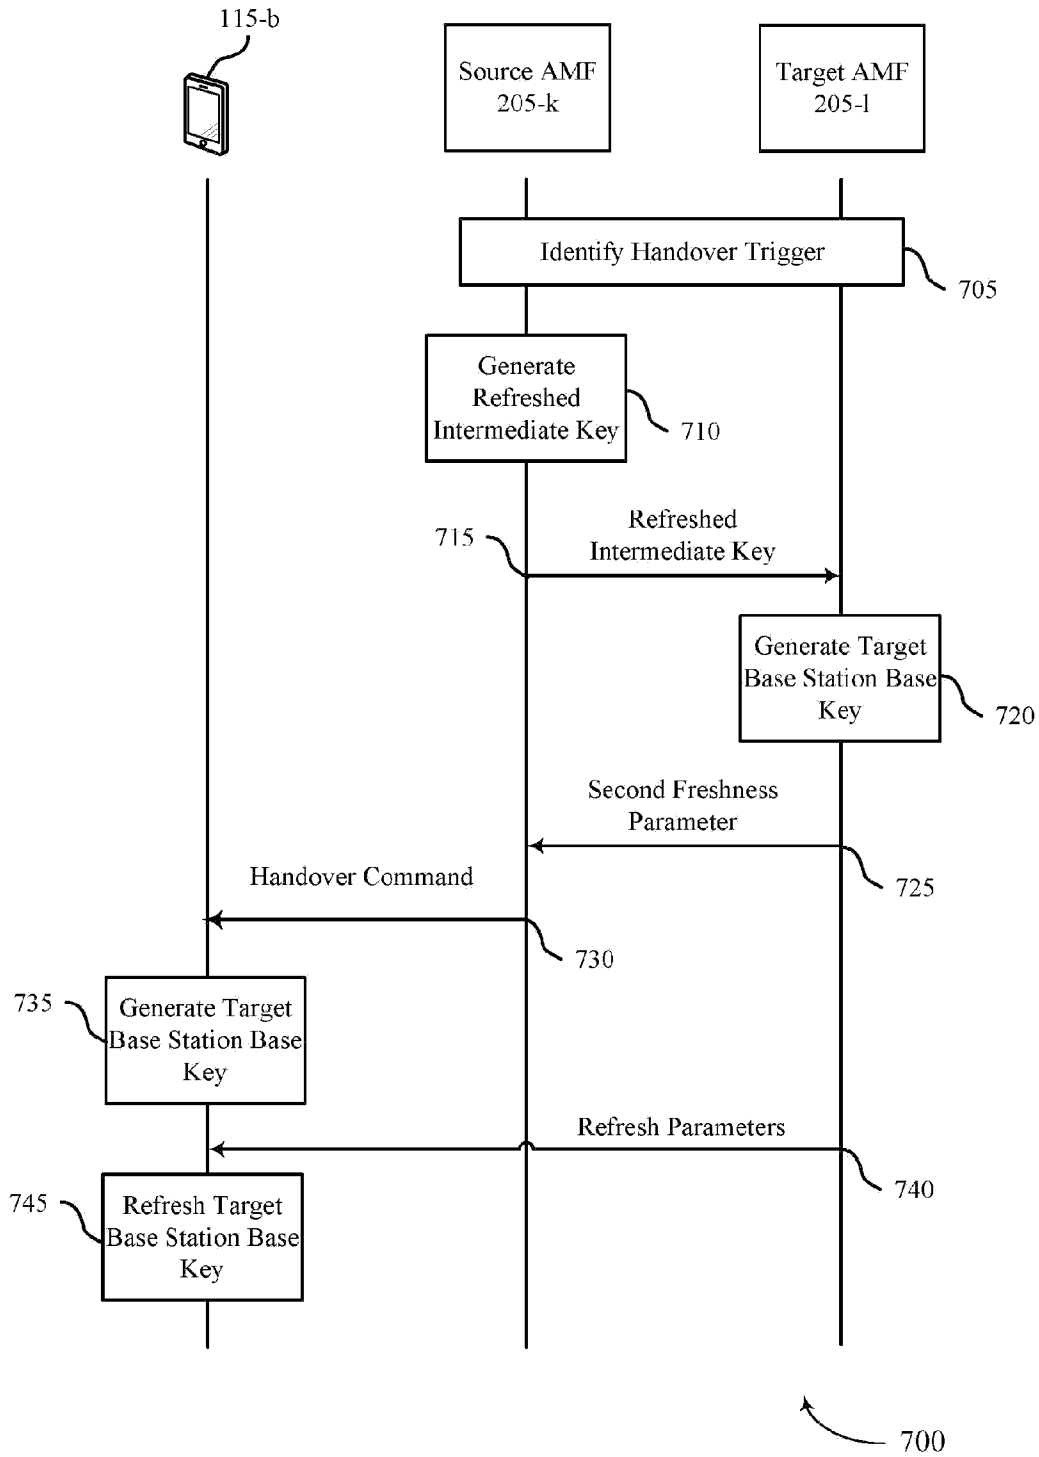 115-b
Source AMF
205-k
Target AMF
205-l
Identify Handover Trigger
705
Generate
Refreshed
Intermediate Key
710
Refreshed
Intermediate Key
715
Generate Target
Base Station Base
Key
720
Second Freshness
Parameter
725
Handover Command
730
735
Generate Target
Base Station Base
Key
Refresh Parameters
740
745
Refresh Target
Base Station Base
Key
700